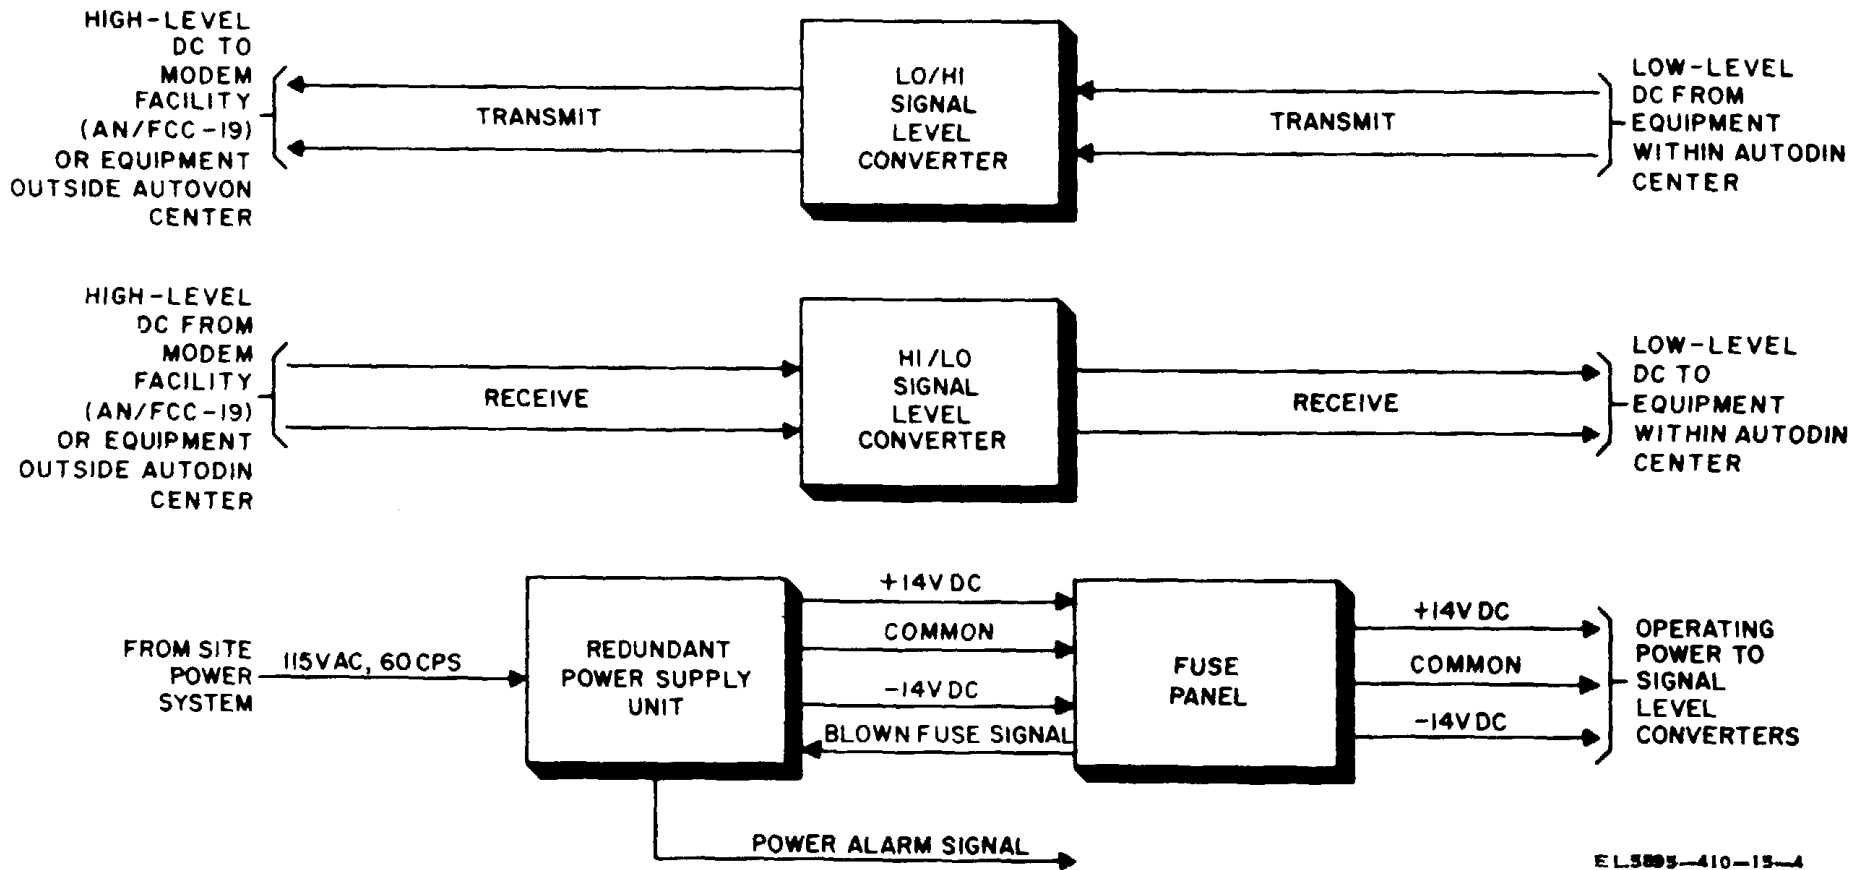 HIGH-LEVEL
DC TO
MODEM
FACILITY
(AN/FCC-19)
OR EQUIPMENT
OUTSIDE AUTOVON
CENTER
TRANSMIT
LO/HI
SIGNAL
LEVEL
CONVERTER
TRANSMIT
LOW-LEVEL
DC FROM
EQUIPMENT
WITHIN AUTODIN
CENTER
HIGH-LEVEL
DC FROM
MODEM
FACILITY
(AN/FCC-19)
OR EQUIPMENT
OUTSIDE AUTODIN
CENTER
RECEIVE
HI/LO
SIGNAL
LEVEL
CONVERTER
RECEIVE
LOW-LEVEL
DC TO
EQUIPMENT
WITHIN AUTODIN
CENTER
FROM SITE
POWER
SYSTEM
115VAC, 60CPS
REDUNDANT
POWER SUPPLY
UNIT
+14V DC
COMMON
-14V DC
BLOWN FUSE SIGNAL
FUSE
PANEL
+14V DC
COMMON
-14V DC
OPERATING
POWER TO
SIGNAL
LEVEL
CONVERTERS
POWER ALARM SIGNAL
EL5895-410-15-4